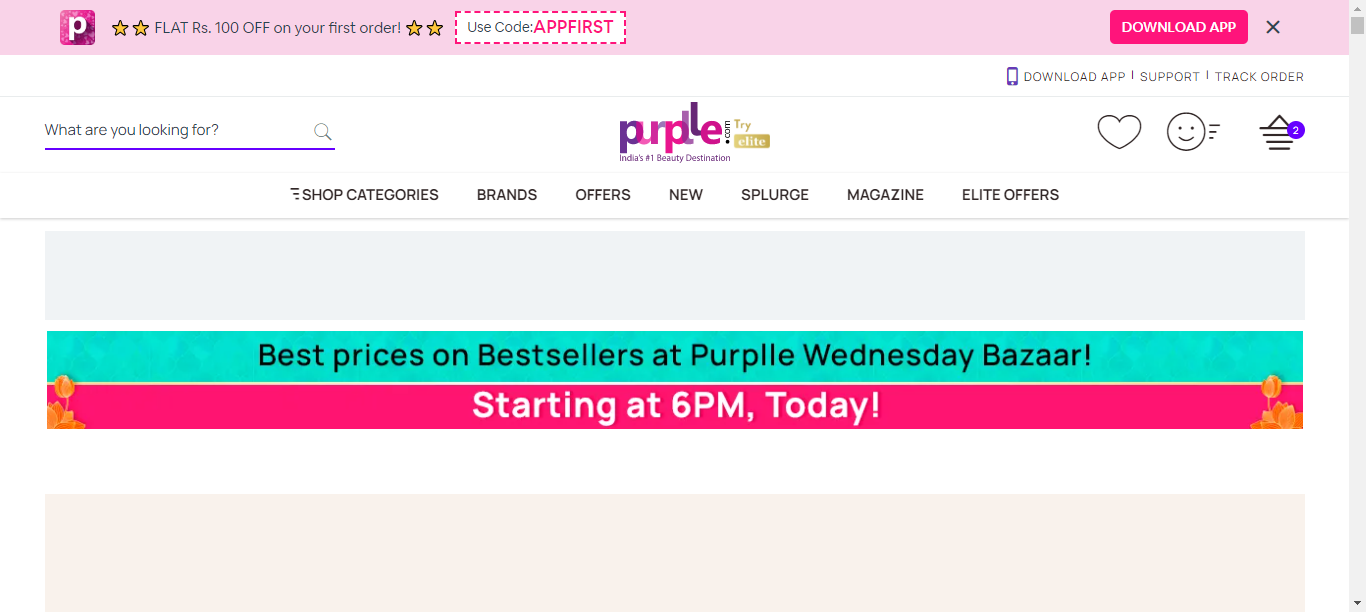 p FLAT Rs. 100 OFF on your first order! Use Code:APPFIRST DOWNLOAD APP
DOWNLOAD APP | SUPPORT | TRACK ORDER
What are you looking for?
purplle.com Try elite
India's #1 Beauty Destination
2
SHOP CATEGORIES BRANDS OFFERS NEW SPLURGE MAGAZINE ELITE OFFERS
Best prices on Bestsellers at Purplle Wednesday Bazaar!
Starting at 6PM, Today!